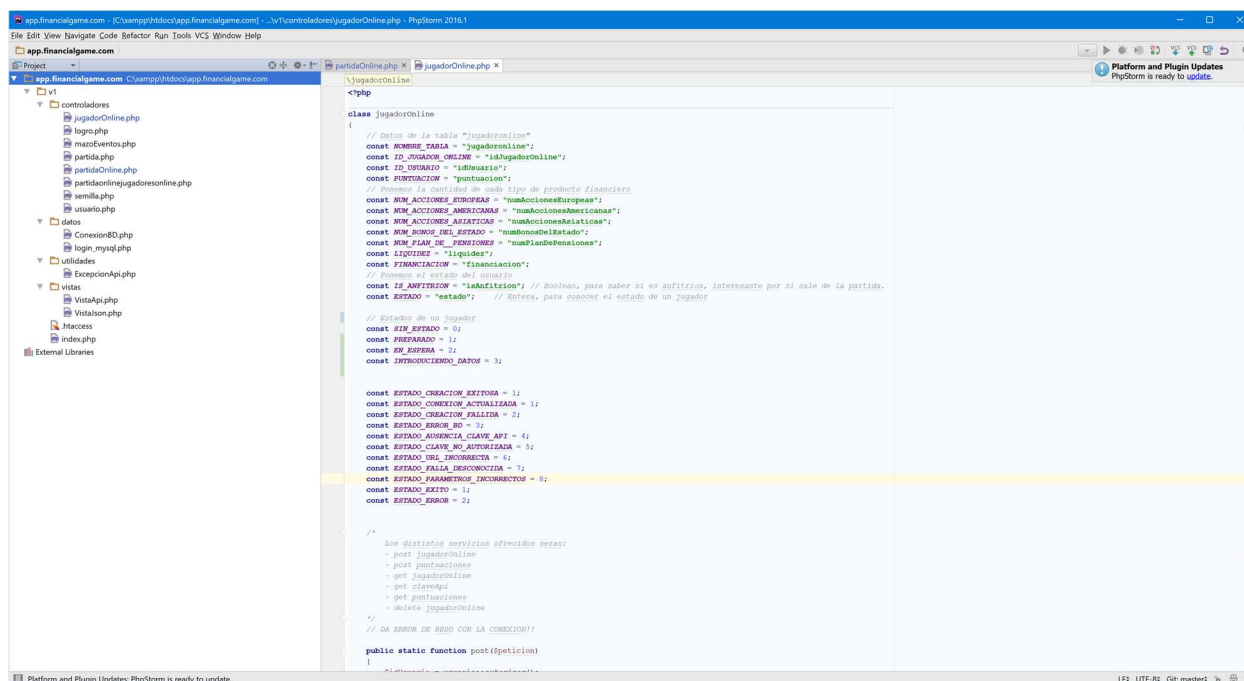 app.financialgame.com - [C:\xampp\htdocs\app.financialgame.com] - ...\v1\controladores\jugadorOnline.php - PhpStorm 2016.1
File Edit View Navigate Code Refactor Run Tools VCS Window Help
app.financialgame.com
Project
partidaOnline.php
jugadorOnline.php
Platform and Plugin Updates
PhpStorm is ready to update.
app.financialgame.com C:\xampp\htdocs\app.financialgame.com
v1
controladores
jugadorOnline.php
logro.php
mazoEventos.php
partida.php
partidaOnline.php
partidaonlinejugadoresonline.php
semilla.php
usuario.php
datos
ConexionBD.php
login_mysql.php
utilidades
ExcepcionApi.php
vistas
VistaApi.php
VistaJson.php
.htaccess
index.php
External Libraries
\jugadorOnline
<?php
class jugadorOnline
{
// Datos de la tabla "jugadoronline"
const NOMBRE_TABLA = "jugadoronline";
const ID_JUGADOR_ONLINE = "idJugadorOnline";
const ID_USUARIO = "idUsuario";
const PUNTUACION = "puntuacion";
// Ponemos la cantidad de cada tipo de producto financiero
const NUM_ACCIONES_EUROPEAS = "numAccionesEuropeas";
const NUM_ACCIONES_AMERICANAS = "numAccionesAmericanas";
const NUM_ACCIONES_ASIATICAS = "numAccionesAsiaticas";
const NUM_BONOS_DEL_ESTADO = "numBonosDelEstado";
const NUM_PLAN_DE__PENSIONES = "numPlanDePensiones";
const LIQUIDEZ = "liquidez";
const FINANCIACION = "financiacion";
// Ponemos el estado del usuario
const IS_ANFITRION = "isAnfitrion"; // Boolean, para saber si es anfitrion, interesante por si sale de la partida.
const ESTADO = "estado"; // Entera, para conocer el estado de un jugador
// Estados de un jugador
const SIN_ESTADO = 0;
const PREPARADO = 1;
const EN_ESPERA = 2;
const INTRODUCIENDO_DATOS = 3;
const ESTADO_CREACION_EXITOSA = 1;
const ESTADO_CONEXION_ACTUALIZADA = 1;
const ESTADO_CREACION_FALLIDA = 2;
const ESTADO_ERROR_BD = 3;
const ESTADO_AUSENCIA_CLAVE_API = 4;
const ESTADO_CLAVE_NO_AUTORIZADA = 5;
const ESTADO_URL_INCORRECTA = 6;
const ESTADO_FALLA_DESCONOCIDA = 7;
const ESTADO_PARAMETROS_INCORRECTOS = 8;
const ESTADO_EXITO = 1;
const ESTADO_ERROR = 2;
/*
Los distintos servicios ofrecidos seran:
- post jugadorOnline
- post puntuaciones
- get jugadorOnline
- get claveApi
- get puntuaciones
- delete jugadorOnline
*/
// DA ERROR DE BBDD CON LA CONEXION!!
public static function post($peticion)
{
$idUsuario = usuario::autorizar();
Platform and Plugin Updates: PhpStorm is ready to update.
LF UTF-8 Git: master